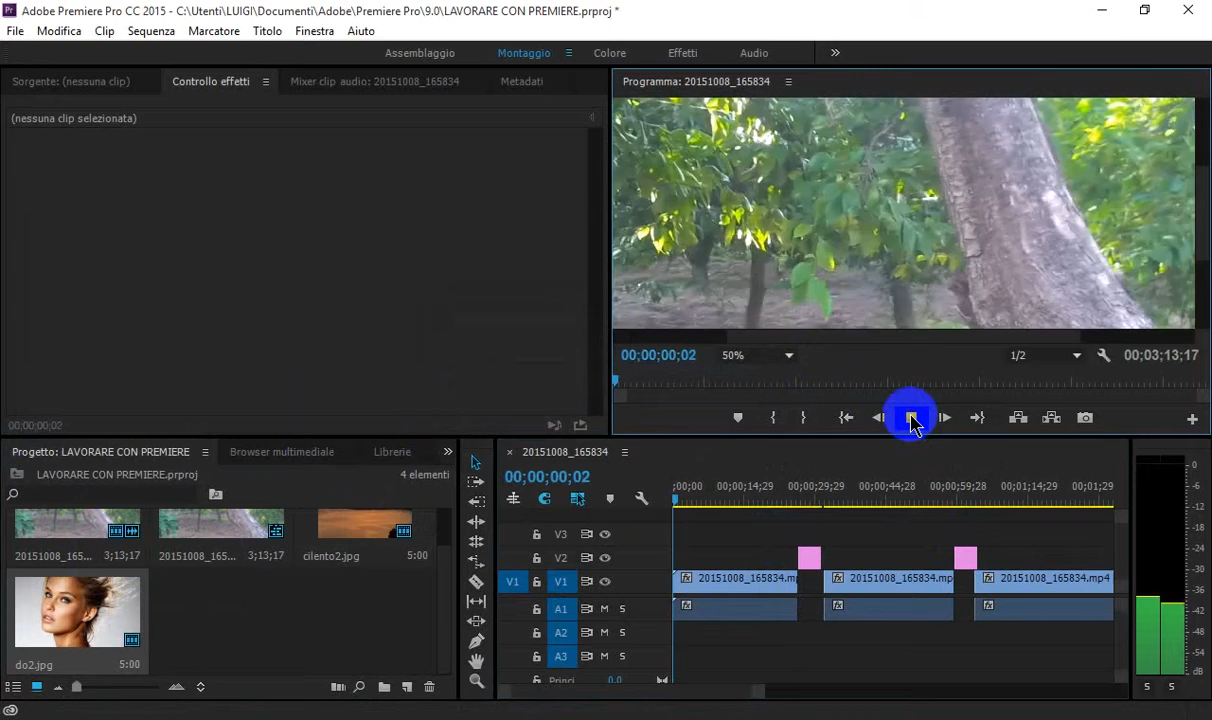 Adobe Premiere Pro CC 2015 - C:\Utenti\LUIGI\Documenti\Adobe\Premiere Pro\9.0\LAVORARE CON PREMIERE.prproj *
File Modifica Clip Sequenza Marcatore Titolo Finestra Aiuto
Assemblaggio Montaggio Colore Effetti Audio
Sorgente: (nessuna clip) Controllo effetti Mixer clip audio: 20151008_165834 Metadati
Programma: 20151008_165834
(nessuna clip selezionata)
00;00;00;02 50% 1/2 00;03;13;17
00;00;00;02
Progetto: LAVORARE CON PREMIERE Browser multimediale Librerie
LAVORARE CON PREMIERE.prproj 4 elementi
20151008_165... 3;13;17 20151008_165... 3;13;17 cilento2.jpg 5:00
do2.jpg 5:00
× 20151008_165834
00;00;00;02
;00;00 00;00;14;29 00;00;29;29 00;00;44;28 00;00;59;28 00;01;14;29 00;01;29
V3
V2
V1 V1 20151008_165834.mp 20151008_165834.mp 20151008_165834.mp4
A1 M S
A2 M S
A3 M S
Princi 0,0
0
-6
-12
-18
-24
-30
-36
-42
-48
-54
dB
S S